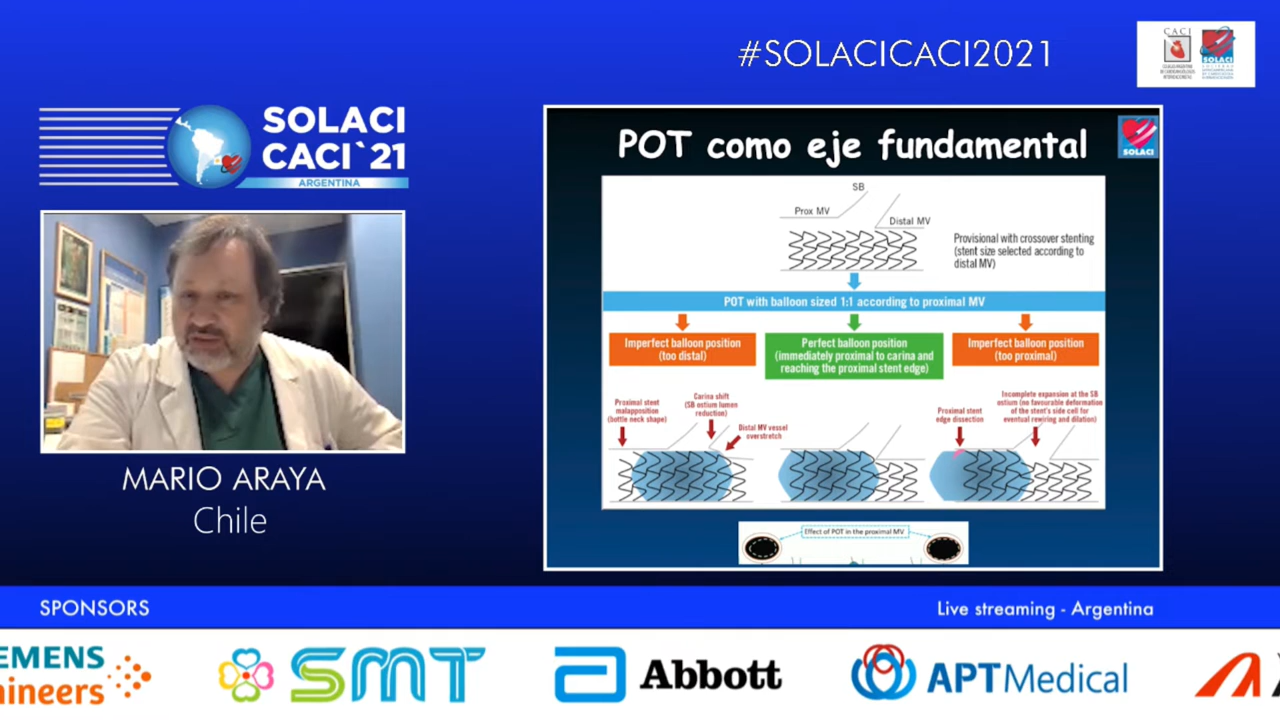 #SOLACICACI2021
CACI
SOLACI
SOLACI
CACI`21
ARGENTINA
MARIO ARAYA
Chile
POT como eje fundamental
SOLACI
SB
Prox MV
Distal MV
Provisional with crossover stenting
(stent size selected according to
distal MV)
POT with balloon sized 1:1 according to proximal MV
Imperfect balloon position
(too distal)
Perfect balloon position
(immediately proximal to carina and
reaching the proximal stent edge)
Imperfect balloon position
(too proximal)
Proximal stent
malapposition
(bottle neck shape)
Carina shift
(SB ostium lumen
reduction)
Distal MV vessel
overstretch
Proximal stent
edge dissection
Incomplete expansion at the SB
ostium (no favourable deformation
of the stent's side cell for
eventual rewiring and dilation)
Effect of POT in the proximal MV
SPONSORS
Live streaming - Argentina
EMENS
ineers
SMT
Abbott
APTMedical